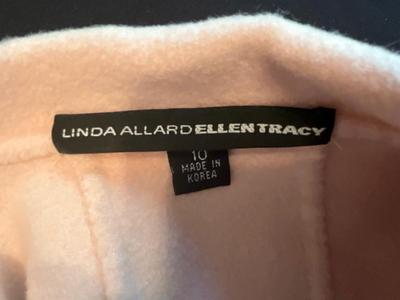 LINDA ALLARD ELLEN TRACY
10
MADE IN
KOREA